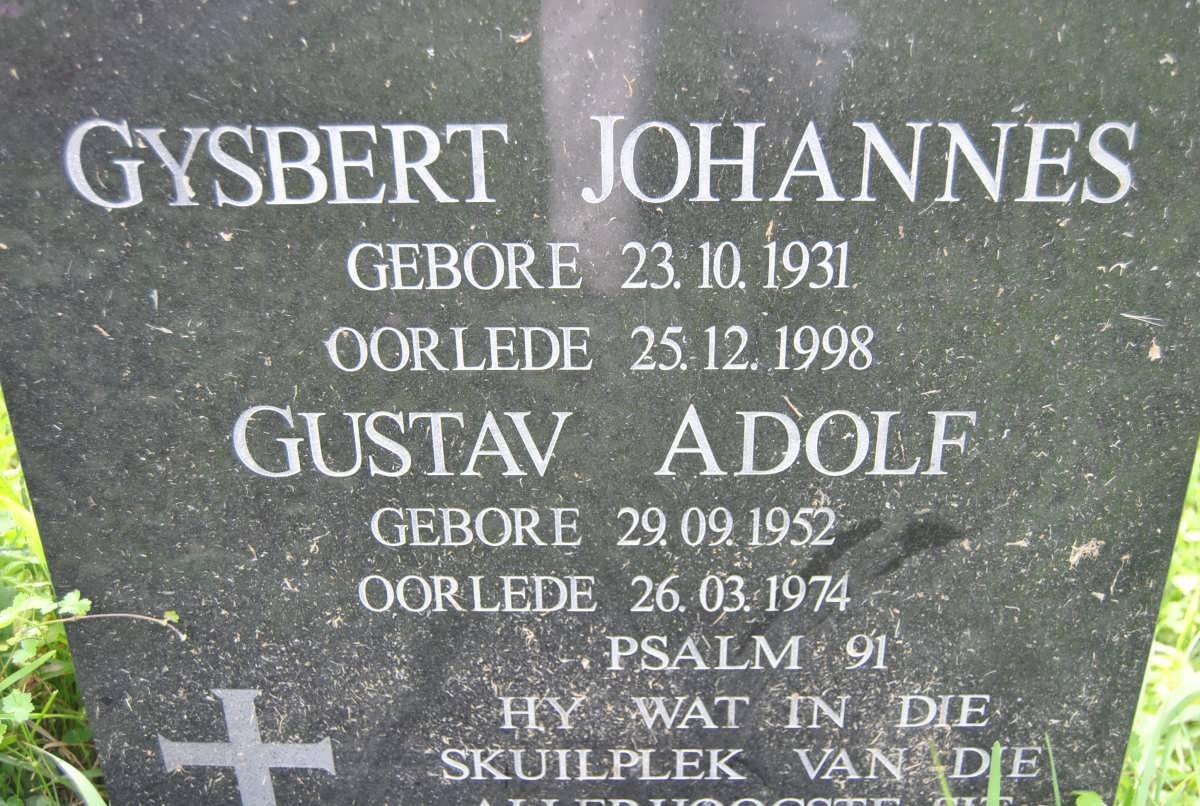 GYSBERT JOHANNES
GEBORE 23.10.1931
OORLEDE 25.12.1998
GUSTAV ADOLF
GEBORE 29.09.1952
OORLEDE 26.03.1974
PSALM 91
HY WAT IN DIE
SKUILPLEK VAN DIE
ALLERHOOGSTE